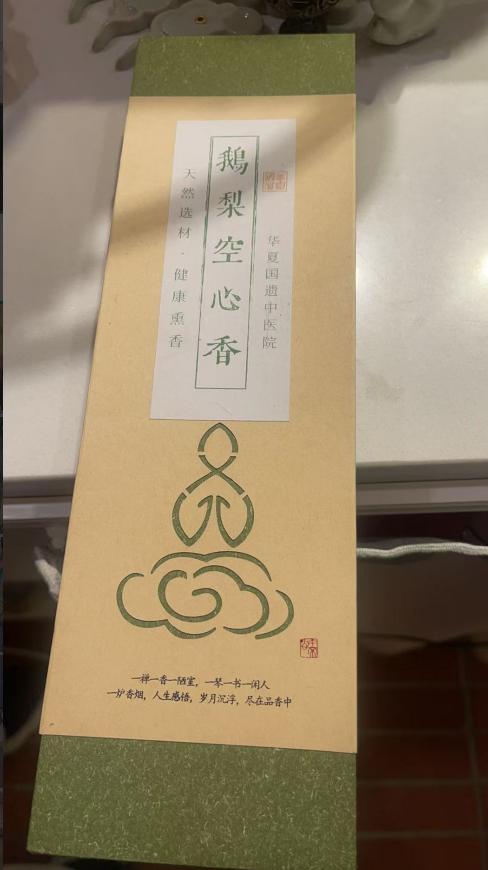 鹅梨空心香
华夏国遗中医院
天然选材·健康熏香
一禅一香一陋室，一琴一书一闲人
一炉香烟，人生感悟，岁月沉浮，尽在品香中